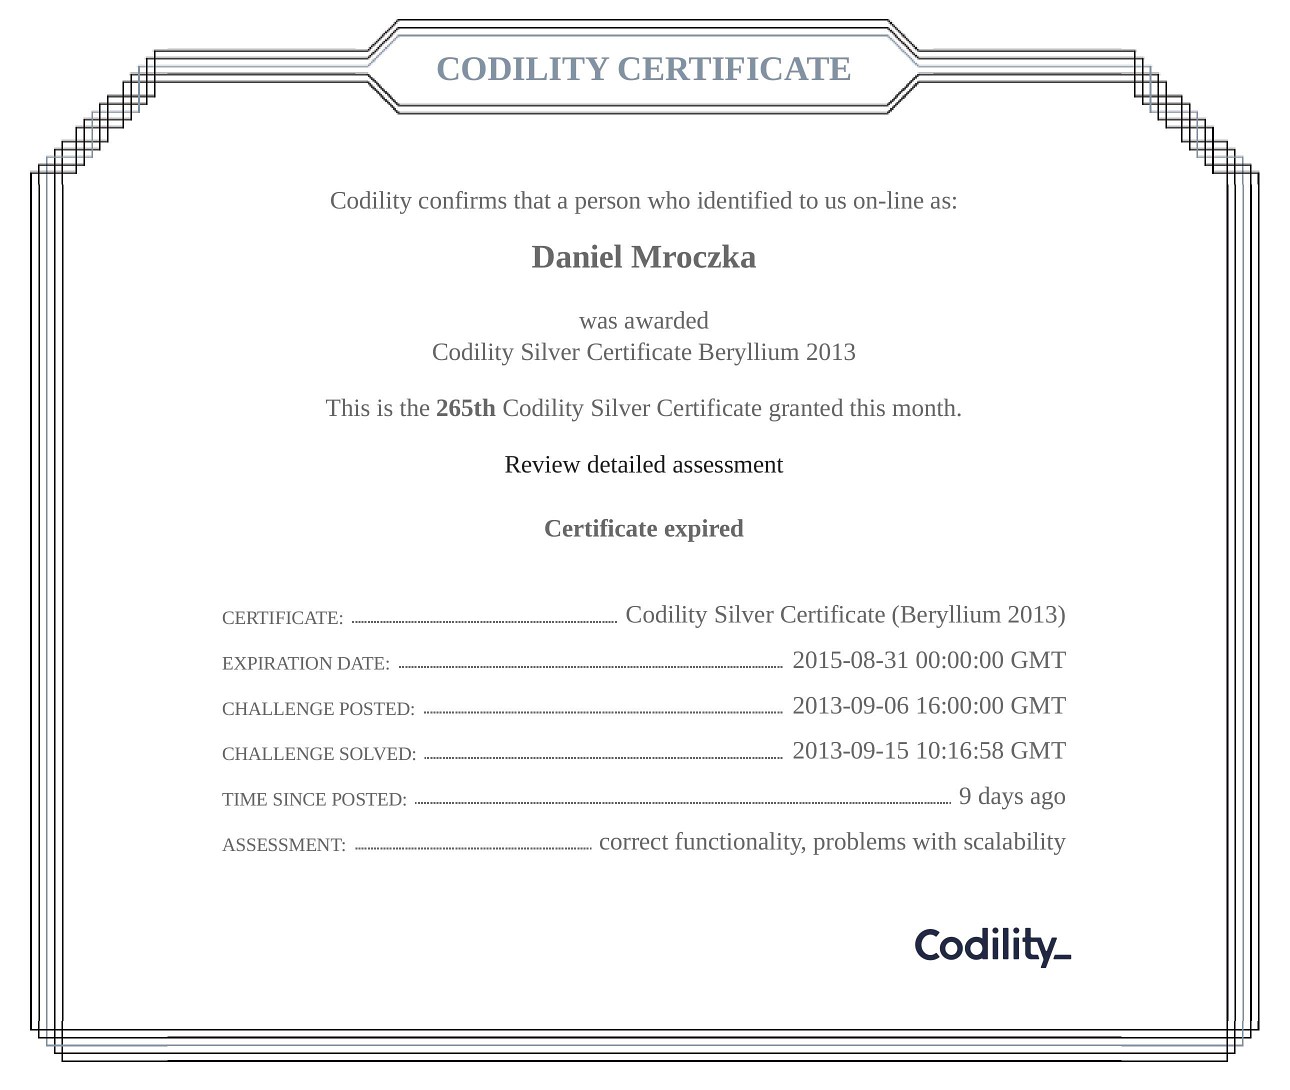 CODILITY CERTIFICATE
Codility confirms that a person who identified to us on-line as:
Daniel Mroczka
was awarded
Codility Silver Certificate Beryllium 2013
This is the 265th Codility Silver Certificate granted this month.
Review detailed assessment
Certificate expired
CERTIFICATE: Codility Silver Certificate (Beryllium 2013)
EXPIRATION DATE: 2015-08-31 00:00:00 GMT
CHALLENGE POSTED: 2013-09-06 16:00:00 GMT
CHALLENGE SOLVED: 2013-09-15 10:16:58 GMT
TIME SINCE POSTED: 9 days ago
ASSESSMENT: correct functionality, problems with scalability
Codility_